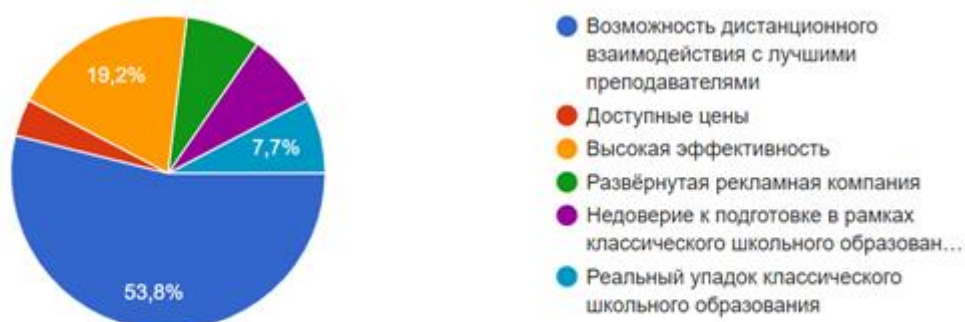 19,2%
7,7%
53,8%
Возможность дистанционного
взаимодействия с лучшими
преподавателями
Доступные цены
Высокая эффективность
Развёрнутая рекламная компания
Недоверие к подготовке в рамках
классического школьного образован...
Реальный упадок классического
школьного образования